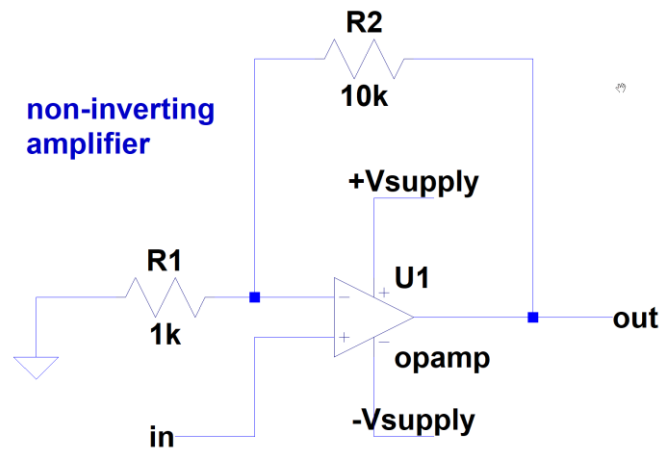 R2
10k
non-inverting
amplifier
+Vsupply
R1
1k
U1
+
−
+
−
opamp
out
in
-Vsupply